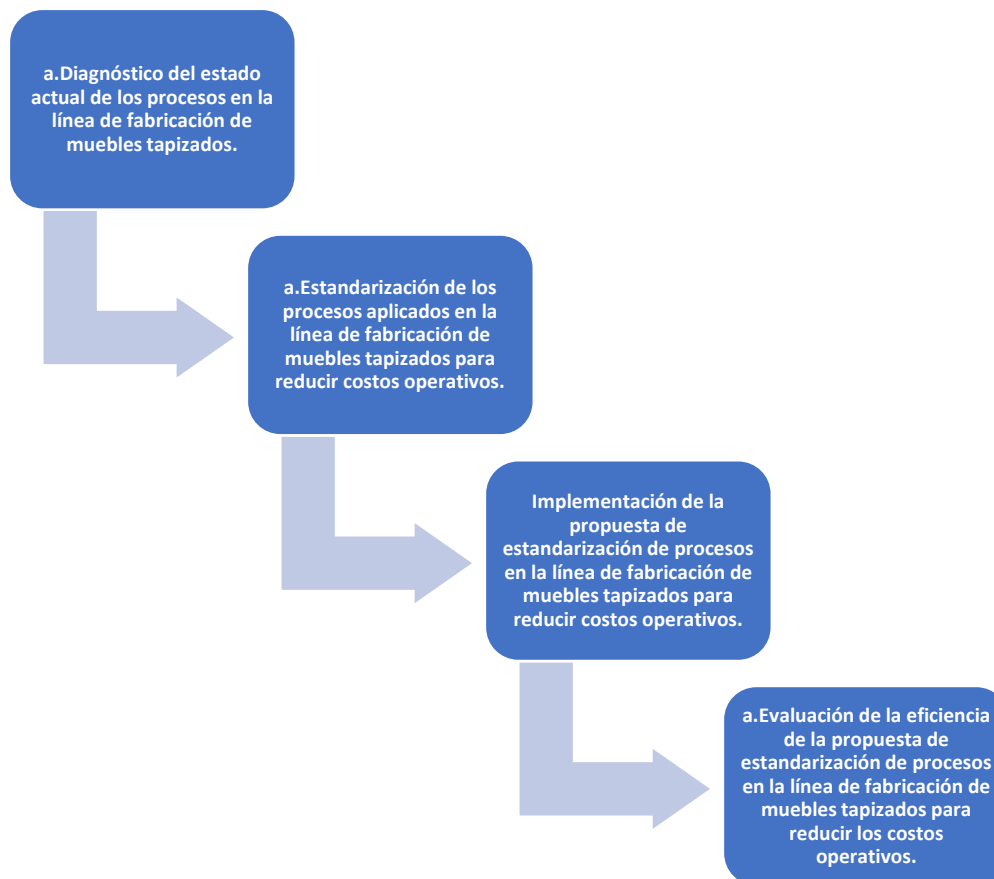 a.Diagnóstico del estado
actual de los procesos en la
línea de fabricación de
muebles tapizados.
a.Estandarización de los
procesos aplicados en la
línea de fabricación de
muebles tapizados para
reducir costos operativos.
Implementación de la
propuesta de
estandarización de procesos
en la línea de fabricación de
muebles tapizados para
reducir costos operativos.
a.Evaluación de la eficiencia
de la propuesta de
estandarización de procesos
en la línea de fabricación de
muebles tapizados para
reducir los costos
operativos.